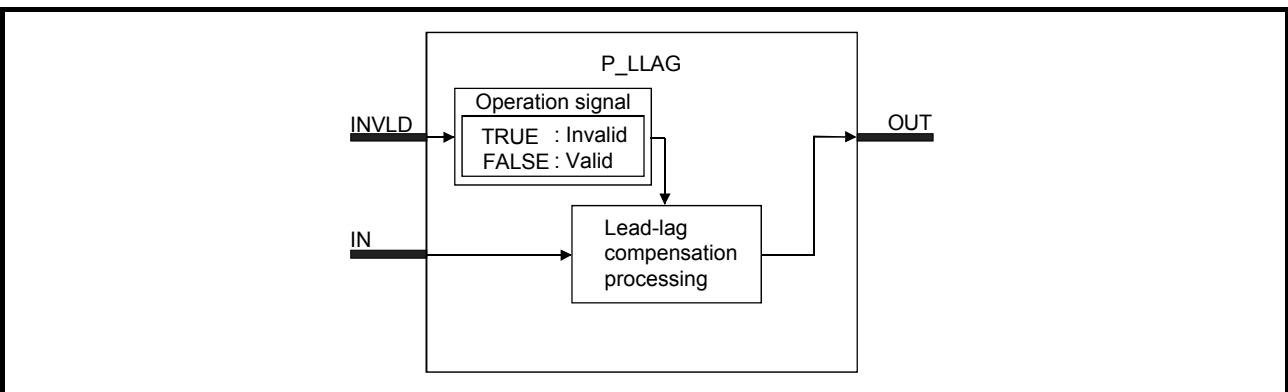 P_LLAG
Operation signal
INVLD
TRUE : Invalid
FALSE : Valid
OUT
IN
Lead-lag
compensation
processing